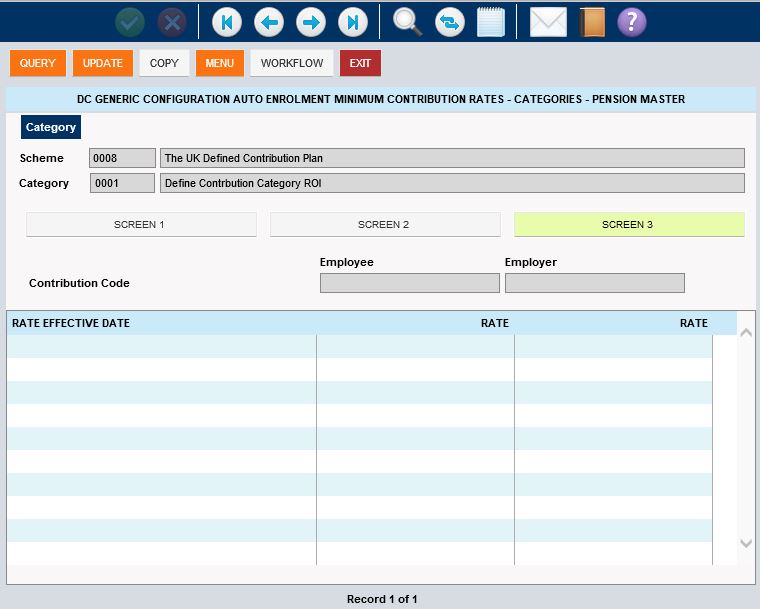 QUERY UPDATE COPY MENU WORKFLOW EXIT
DC GENERIC CONFIGURATION AUTO ENROLMENT MINIMUM CONTRIBUTION RATES - CATEGORIES - PENSION MASTER
Category
Scheme 0008 The UK Defined Contribution Plan
Category 0001 Define Contrbution Category ROI
SCREEN 1 SCREEN 2 SCREEN 3
Employee Employer
Contribution Code
RATE EFFECTIVE DATE RATE RATE
Record 1 of 1